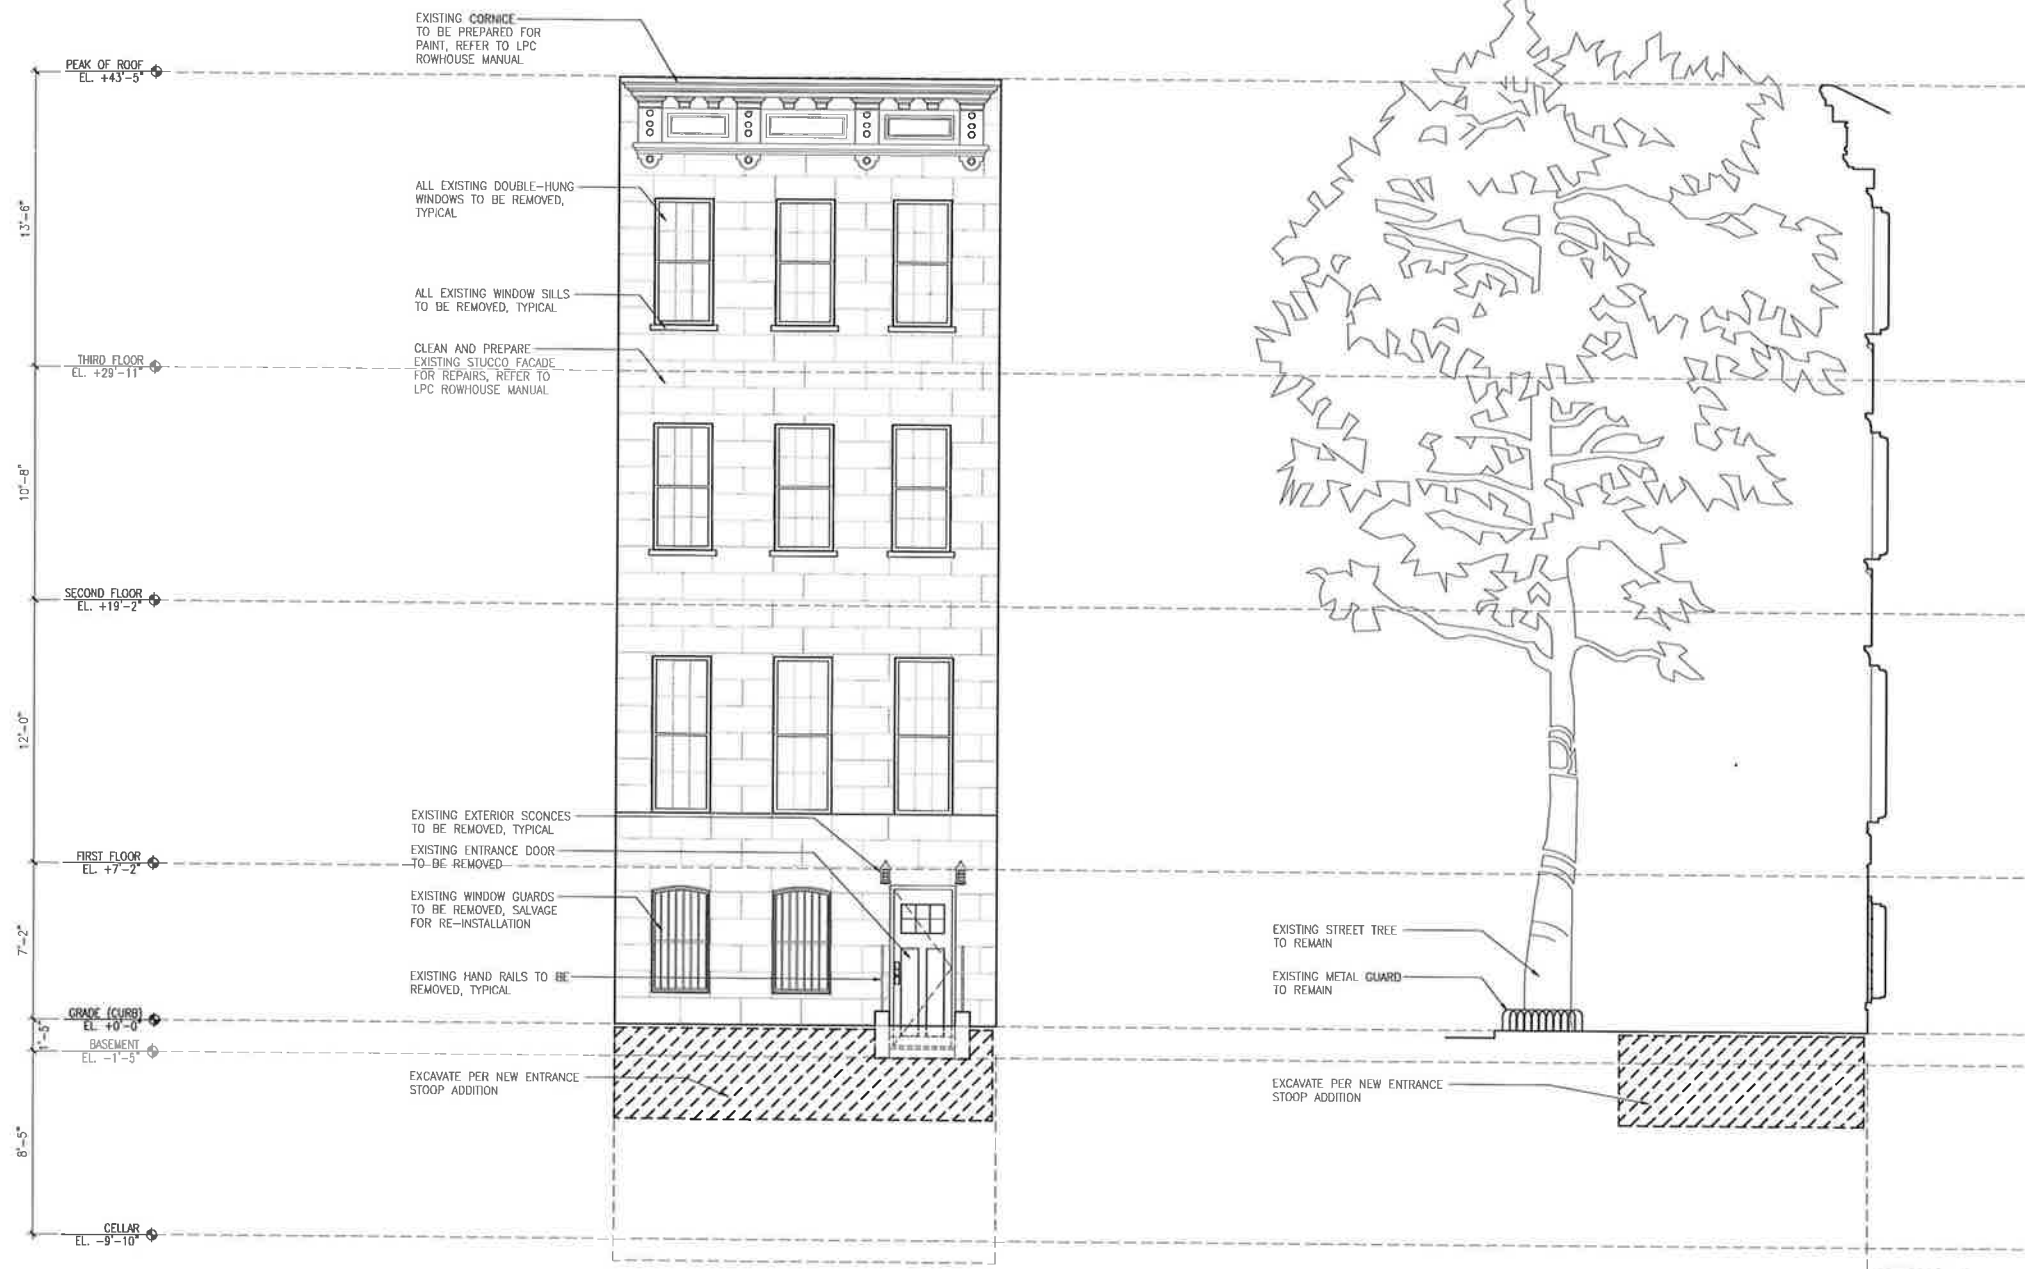 EXISTING CORNICE
TO BE PREPARED FOR
PAINT, REFER TO LPC
ROWHOUSE MANUAL
PEAK OF ROOF
EL. +43'-5"
13'-6"
ALL EXISTING DOUBLE-HUNG
WINDOWS TO BE REMOVED,
TYPICAL
ALL EXISTING WINDOW SILLS
TO BE REMOVED, TYPICAL
CLEAN AND PREPARE
EXISTING STUCCO FACADE
FOR REPAIRS, REFER TO
LPC ROWHOUSE MANUAL
THIRD FLOOR
EL. +29'-11"
10'-8"
SECOND FLOOR
EL. +19'-2"
12'-0"
EXISTING EXTERIOR SCONCES
TO BE REMOVED, TYPICAL
EXISTING ENTRANCE DOOR
TO BE REMOVED
FIRST FLOOR
EL. +7'-2"
EXISTING WINDOW GUARDS
TO BE REMOVED, SALVAGE
FOR RE-INSTALLATION
7'-2"
EXISTING HAND RAILS TO BE
REMOVED, TYPICAL
EXISTING STREET TREE
TO REMAIN
EXISTING METAL GUARD
TO REMAIN
GRADE (CURB)
EL. +0'-0"
1'-5"
BASEMENT
EL. -1'-5"
EXCAVATE PER NEW ENTRANCE
STOOP ADDITION
EXCAVATE PER NEW ENTRANCE
STOOP ADDITION
8'-5"
CELLAR
EL. -9'-10"